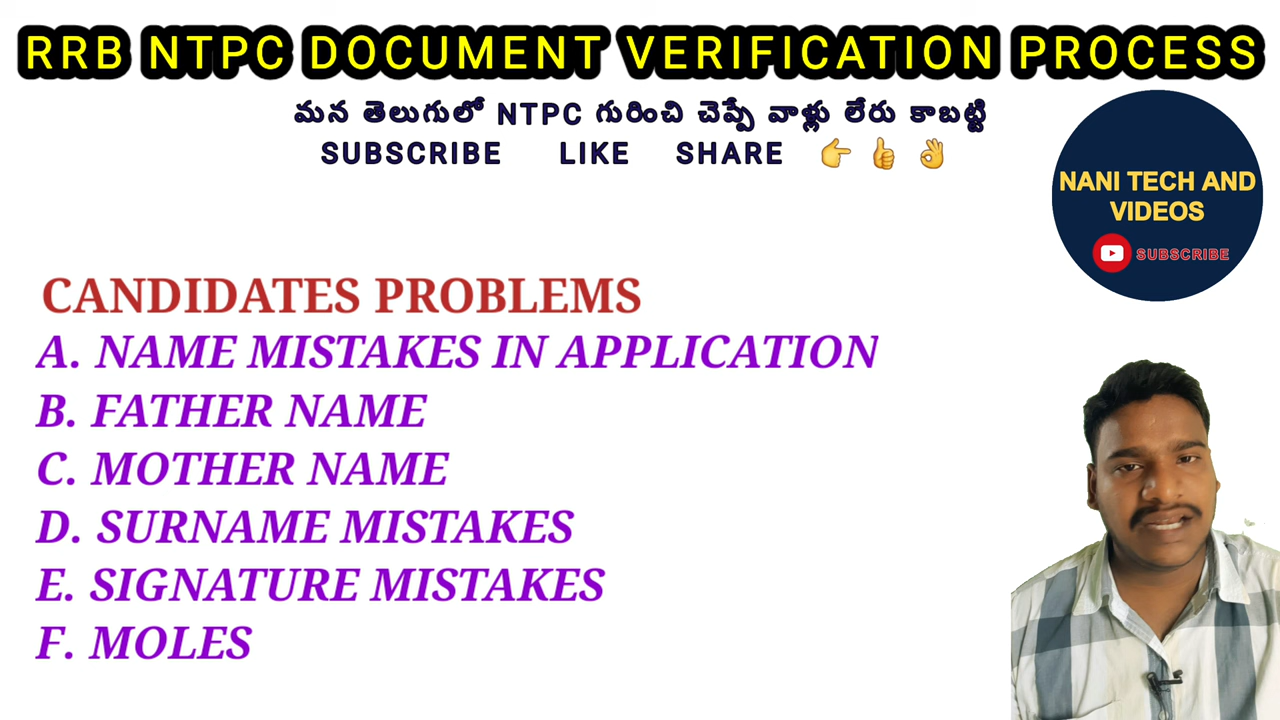 RRB NTPC DOCUMENT VERIFICATION PROCESS
మన తెలుగులో NTPC గురించి చెప్పే వాళ్లు లేరు కాబట్టి
SUBSCRIBE LIKE SHARE 👉 👍 👌
NANI TECH AND
VIDEOS
SUBSCRIBE
CANDIDATES PROBLEMS
A. NAME MISTAKES IN APPLICATION
B. FATHER NAME
C. MOTHER NAME
D. SURNAME MISTAKES
E. SIGNATURE MISTAKES
F. MOLES